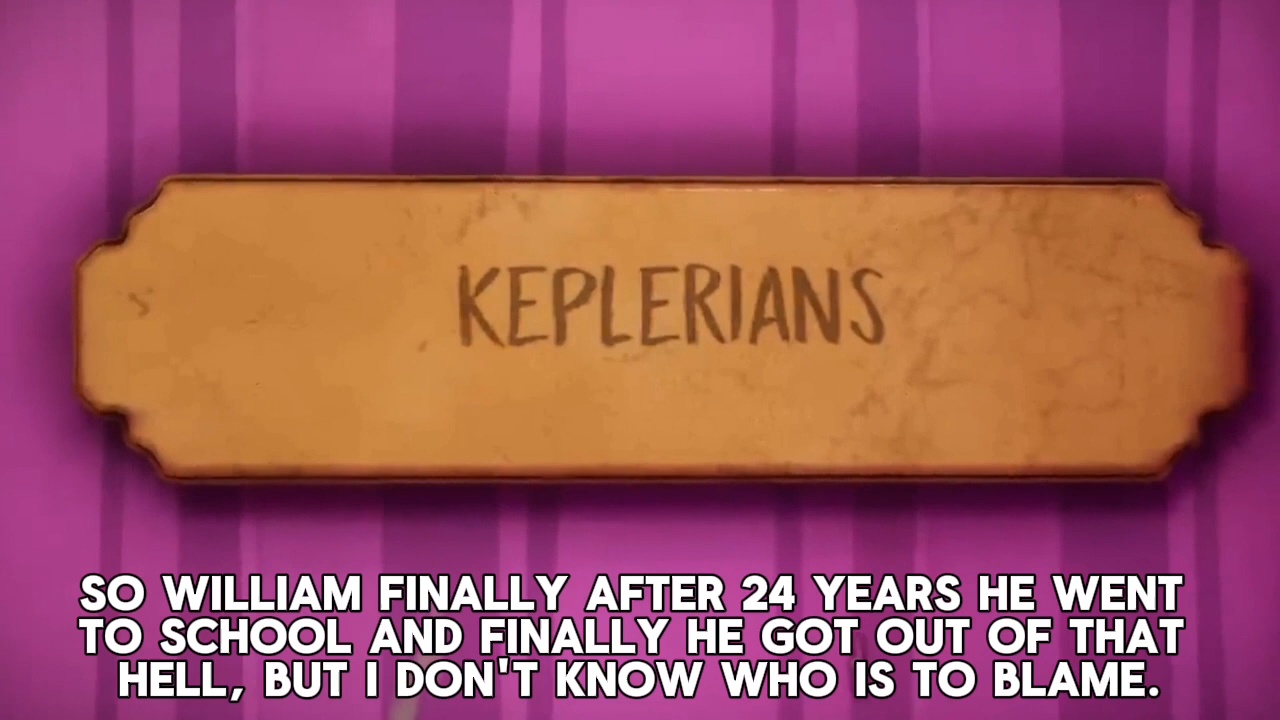 KEPLERIANS
SO WILLIAM FINALLY AFTER 24 YEARS HE WENT
TO SCHOOL AND FINALLY HE GOT OUT OF THAT
HELL, BUT I DON'T KNOW WHO IS TO BLAME.